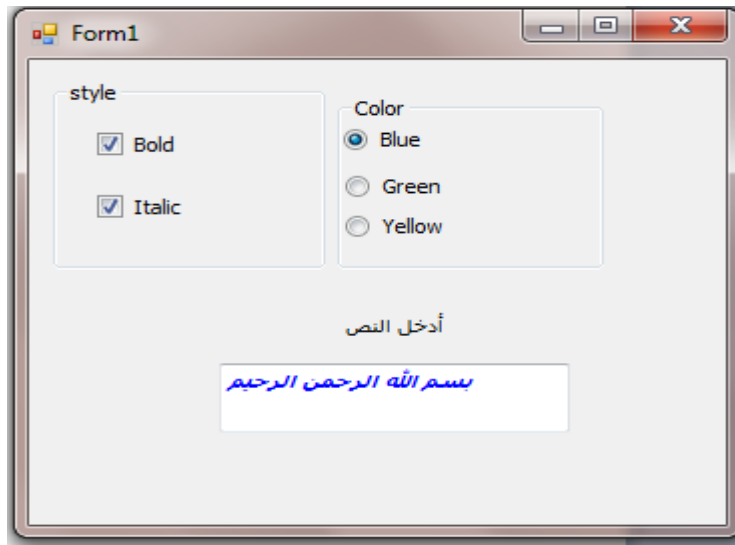 Form1
style
Bold
Italic
Color
Blue
Green
Yellow
أدخل النص
بسم الله الرحمن الرحيم